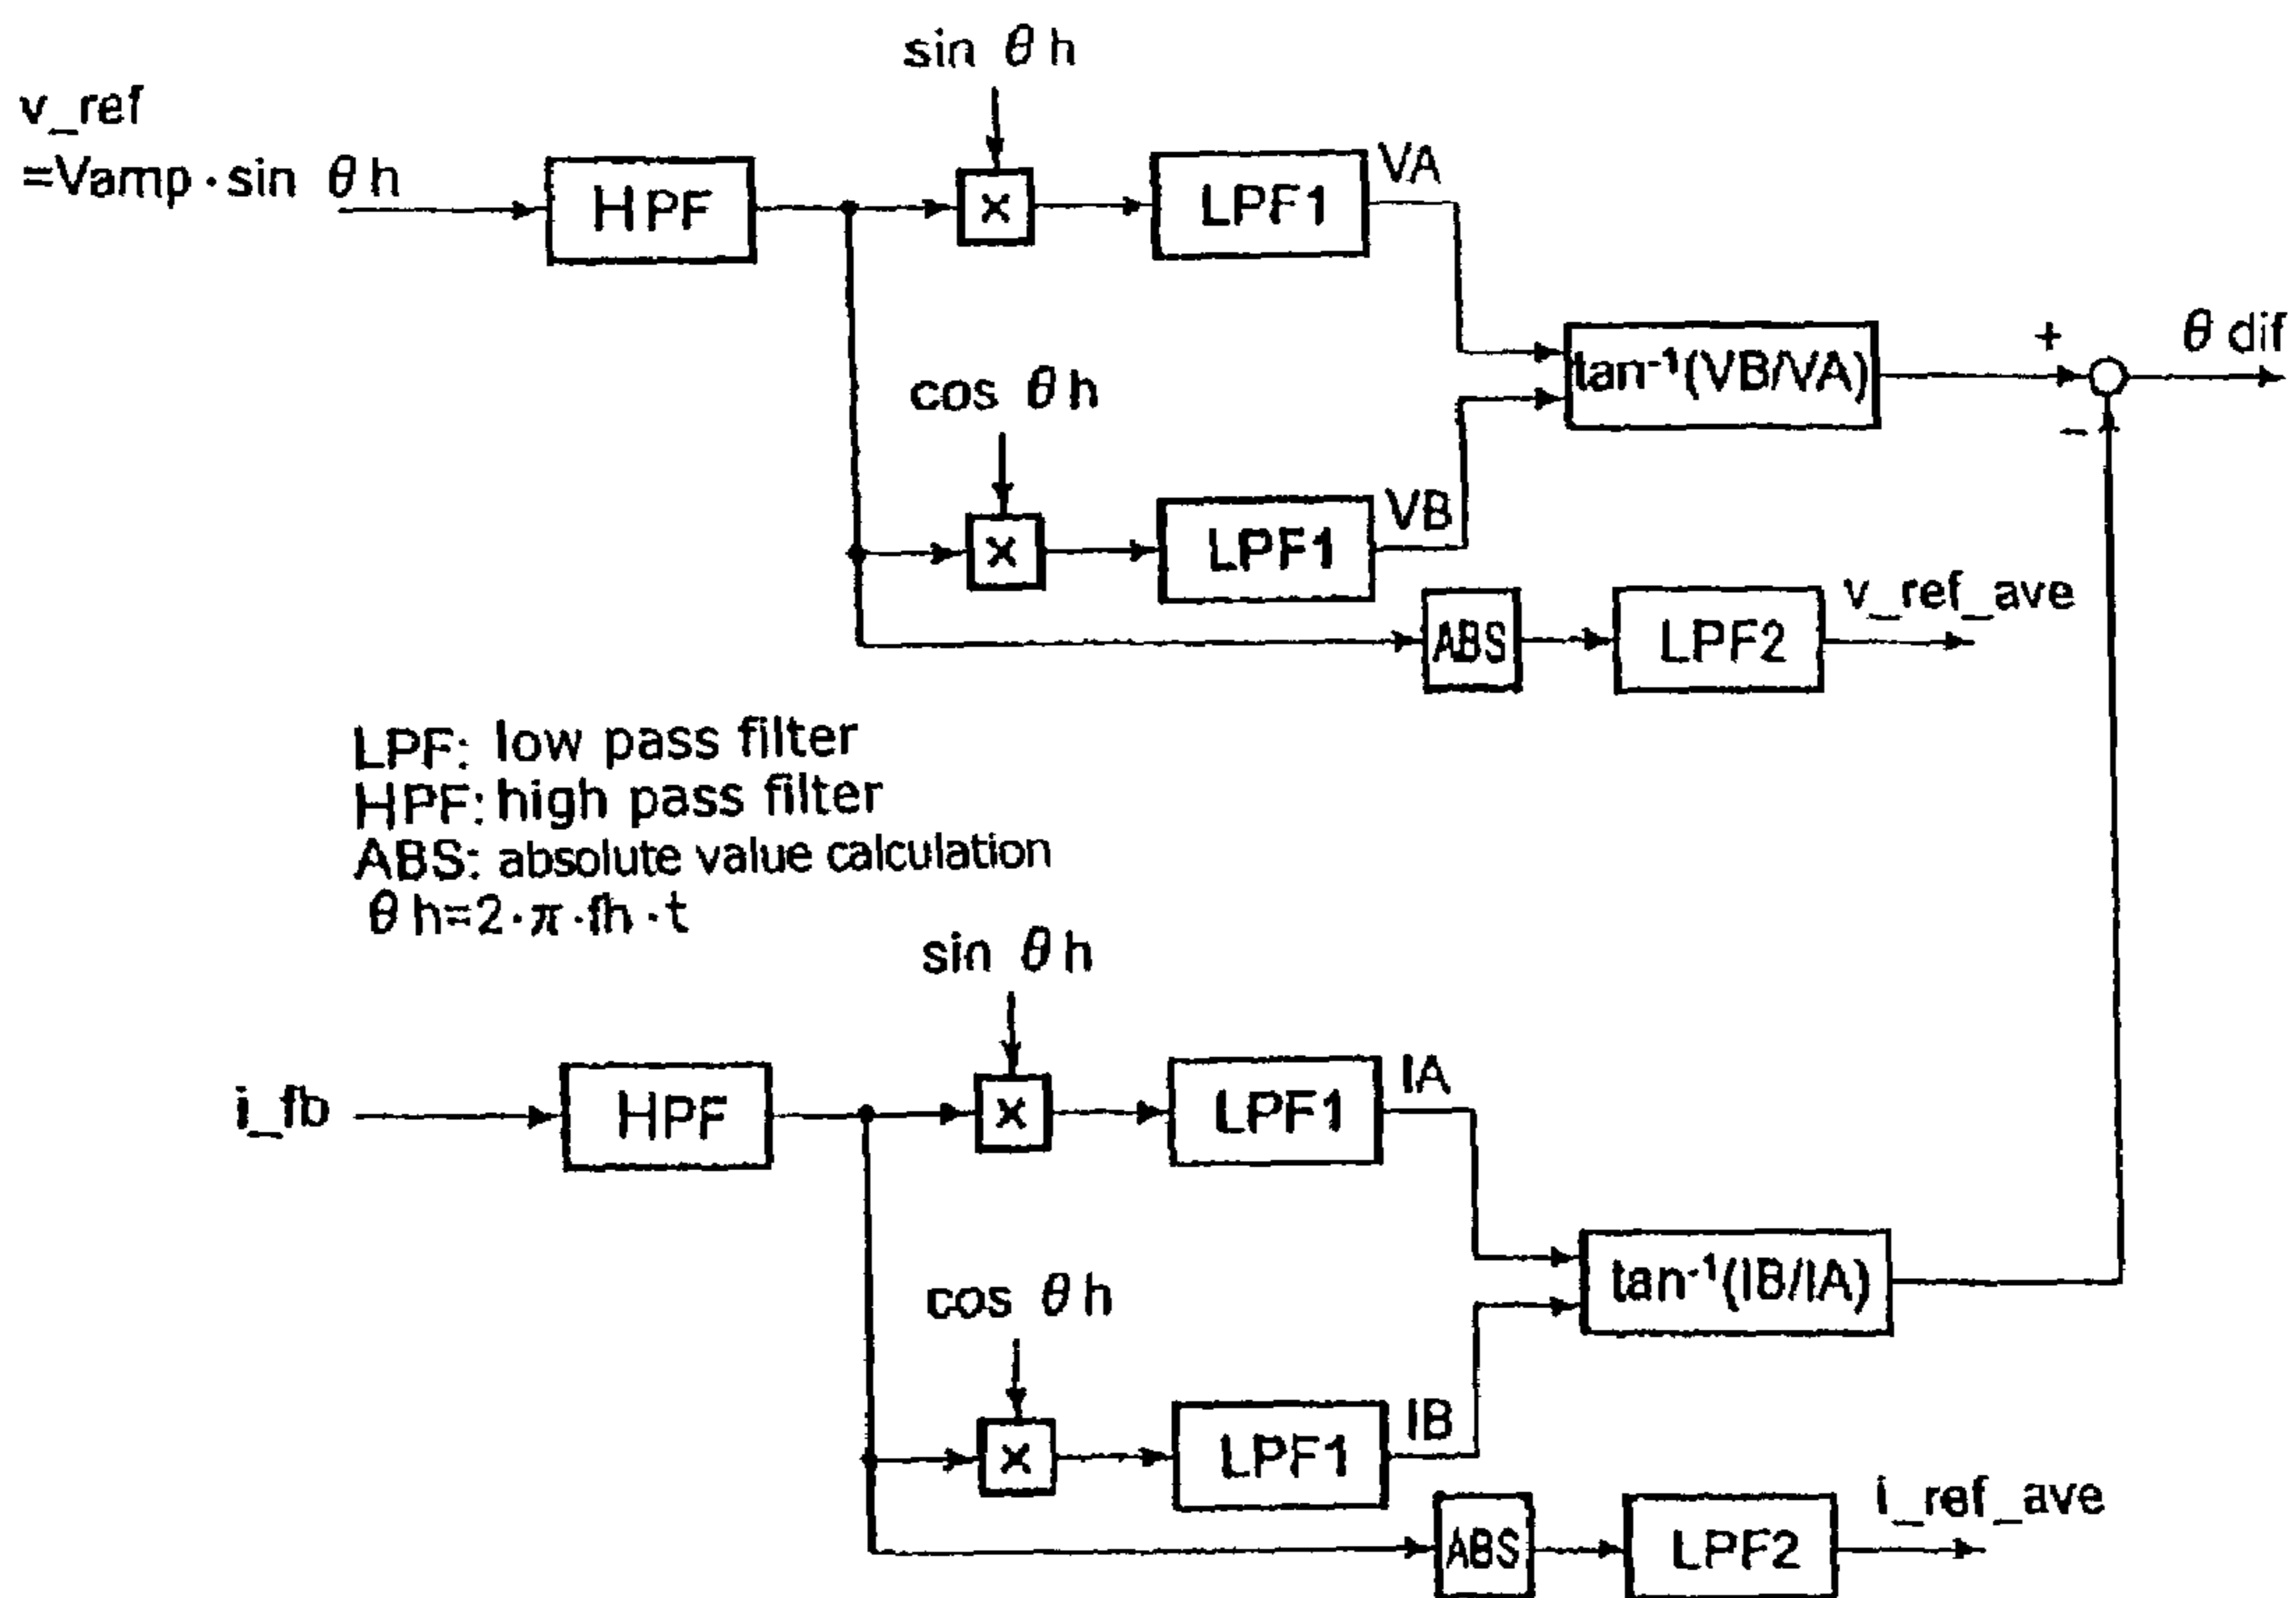 sin θh
v_ref
=Vamp·sin θh
HPF
×
LPF1
VA
cos θh
×
LPF1
VB
tan⁻¹(VB/VA)
+
-
θdif
ABS
LPF2
v_ref_ave
LPF: low pass filter
HPF: high pass filter
ABS: absolute value calculation
θh=2·π·fh·t
sin θh
i_fb
HPF
×
LPF1
IA
cos θh
×
LPF1
IB
tan⁻¹(IB/IA)
ABS
LPF2
i_ref_ave